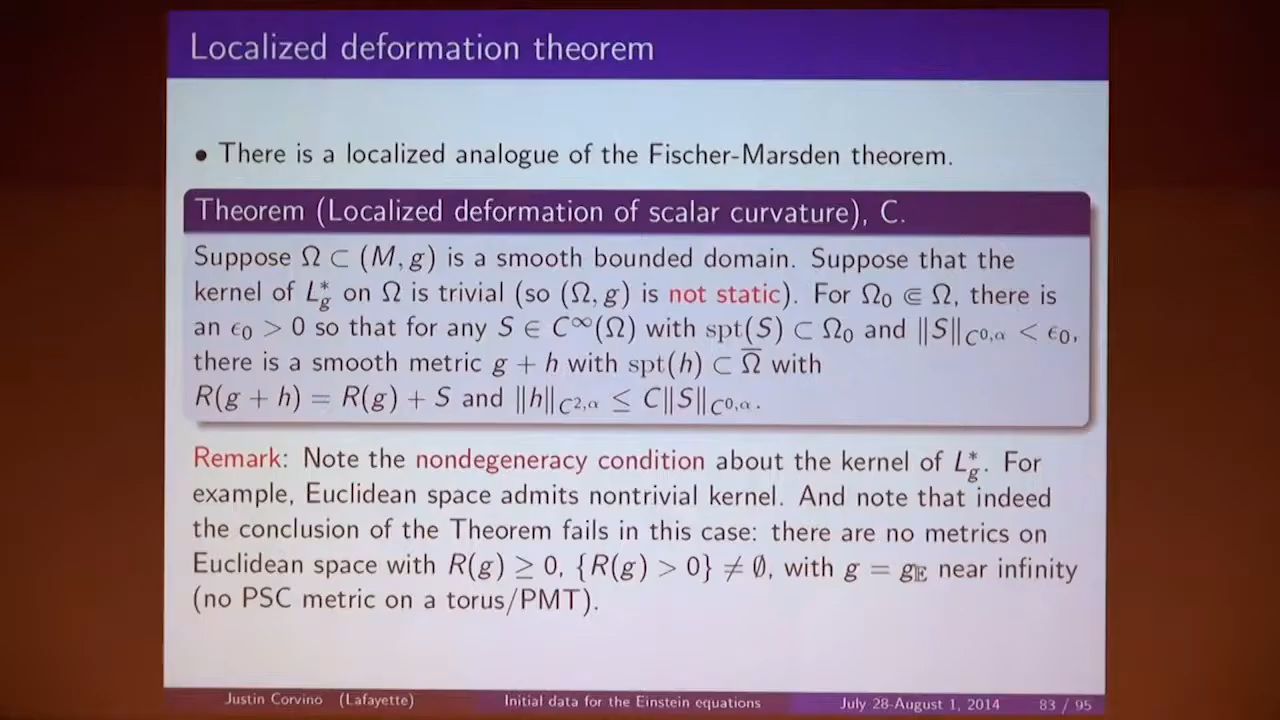 Localized deformation theorem
• There is a localized analogue of the Fischer-Marsden theorem.
Theorem (Localized deformation of scalar curvature), C.
Suppose Ω ⊂ (M, g) is a smooth bounded domain. Suppose that the
kernel of L*_g on Ω is trivial (so (Ω, g) is not static). For Ω₀ ⋐ Ω, there is
an ϵ₀ > 0 so that for any S ∈ C^∞(Ω) with spt(S) ⊂ Ω₀ and ‖S‖_{C^{0,α}} < ϵ₀,
there is a smooth metric g + h with spt(h) ⊂ Ω̅ with
R(g + h) = R(g) + S and ‖h‖_{C^{2,α}} ≤ C‖S‖_{C^{0,α}}.
Remark: Note the nondegeneracy condition about the kernel of L*_g. For
example, Euclidean space admits nontrivial kernel. And note that indeed
the conclusion of the Theorem fails in this case: there are no metrics on
Euclidean space with R(g) ≥ 0, {R(g) > 0} ≠ ∅, with g = g_𝔼 near infinity
(no PSC metric on a torus/PMT).
Justin Corvino (Lafayette) Initial data for the Einstein equations July 28-August 1, 2014 83 / 95